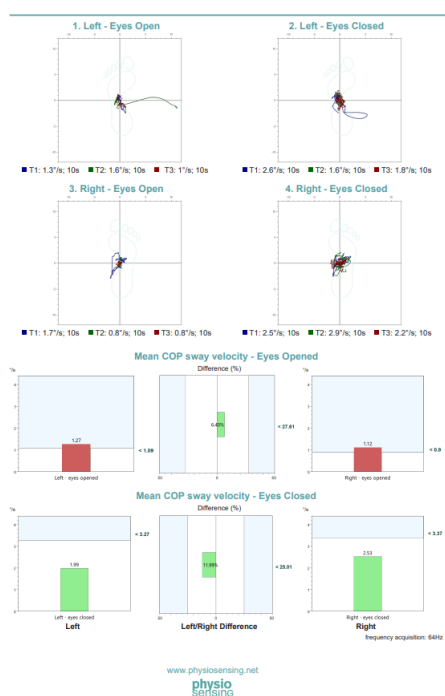 1. Left - Eyes Open
2. Left - Eyes Closed
T1: 1.3°/s; 10s T2: 1.6°/s; 10s T3: 1°/s; 10s
T1: 2.6°/s; 10s T2: 1.6°/s; 10s T3: 1.8°/s; 10s
3. Right - Eyes Open
4. Right - Eyes Closed
T1: 1.7°/s; 10s T2: 0.8°/s; 10s T3: 0.8°/s; 10s
T1: 2.5°/s; 10s T2: 2.9°/s; 10s T3: 2.2°/s; 10s
Mean COP sway velocity - Eyes Opened
Difference (%)
1.27
< 1.09
6.40%
< 27.61
1.12
< 0.9
Left - eyes opened
Right - eyes opened
Mean COP sway velocity - Eyes Closed
Difference (%)
1.99
< 3.27
2.53
< 3.37
Left - eyes closed
Right - eyes closed
Left
Left/Right Difference
Right
frequency acquisition: 64Hz
www.physiosensing.net
physio
sensing